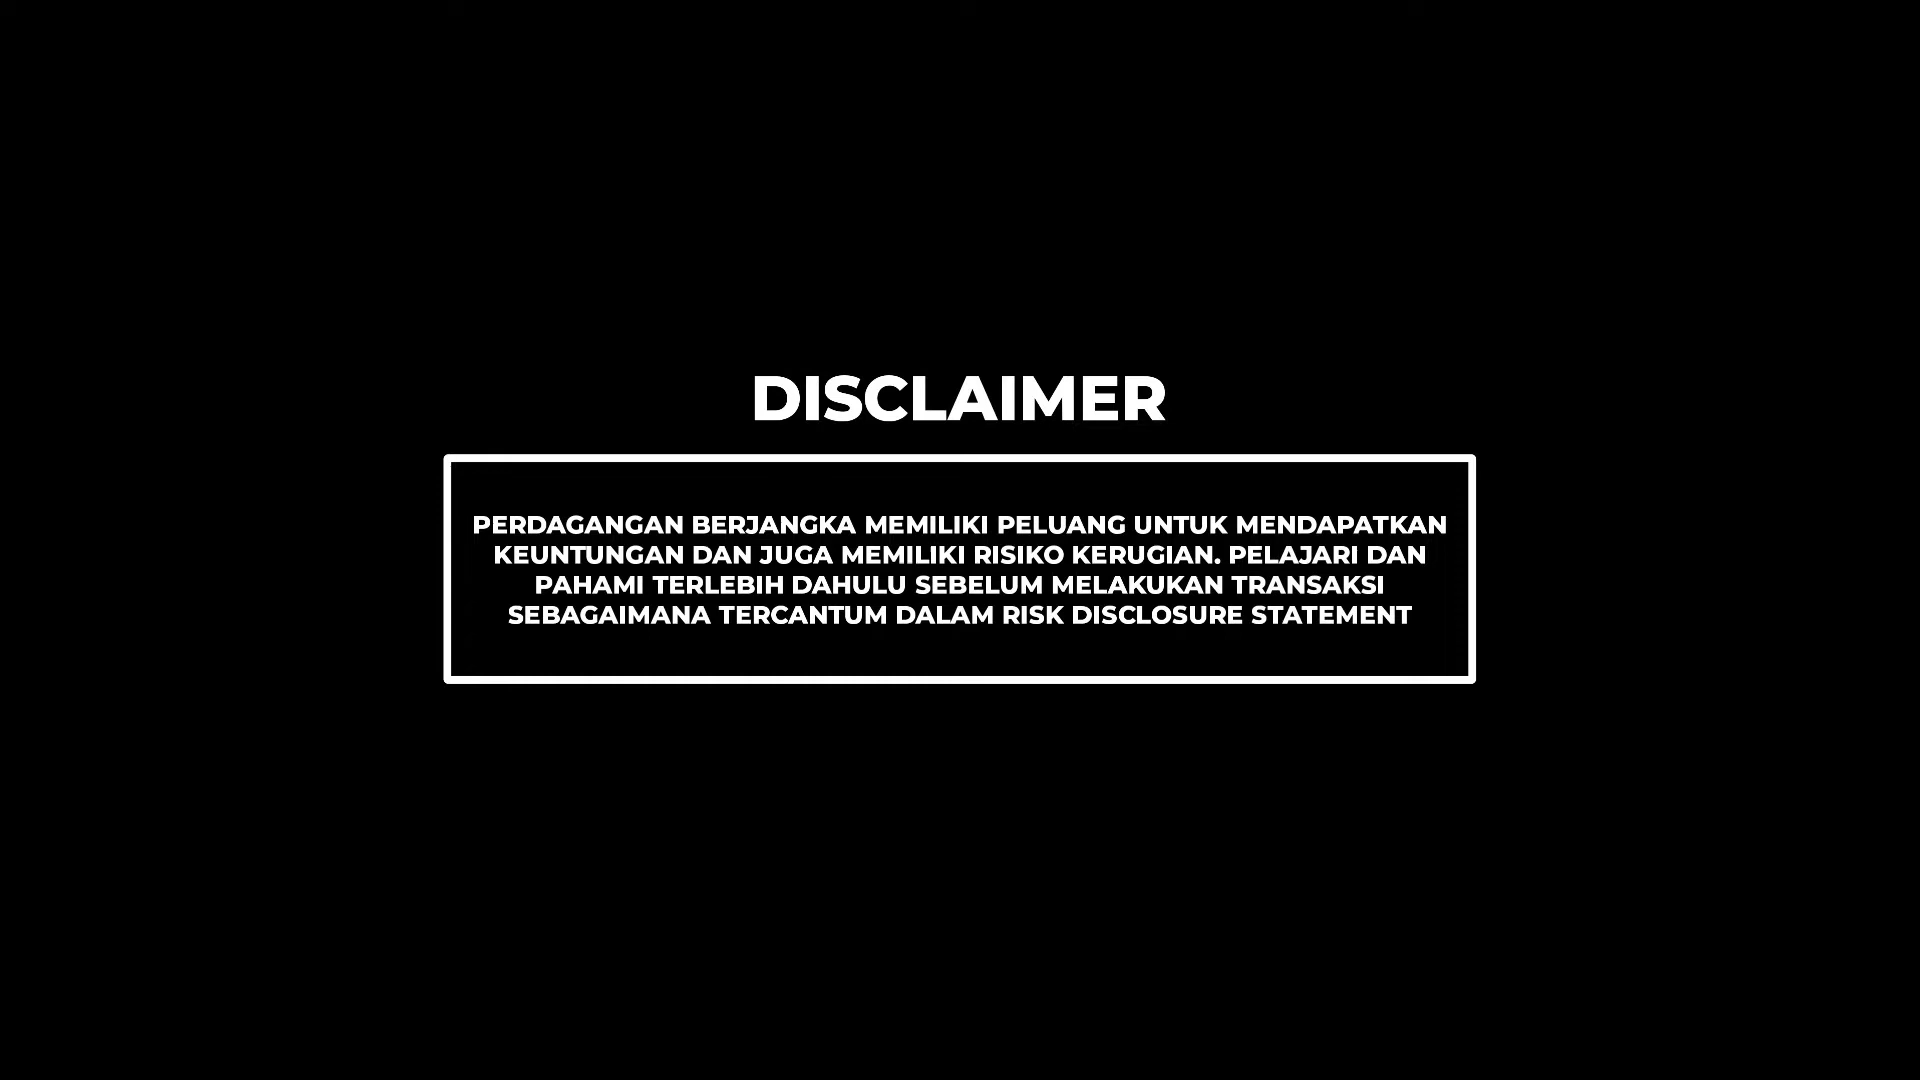 DISCLAIMER
PERDAGANGAN BERJANGKA MEMILIKI PELUANG UNTUK MENDAPATKAN
KEUNTUNGAN DAN JUGA MEMILIKI RISIKO KERUGIAN. PELAJARI DAN
PAHAMI TERLEBIH DAHULU SEBELUM MELAKUKAN TRANSAKSI
SEBAGAIMANA TERCANTUM DALAM RISK DISCLOSURE STATEMENT